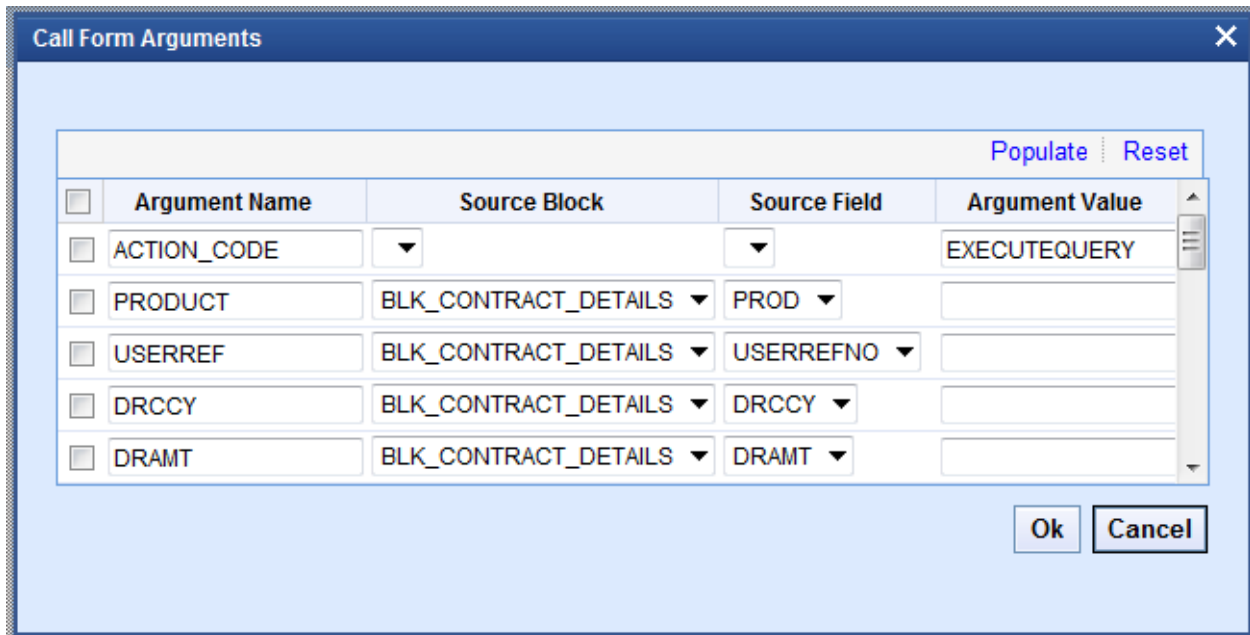 Call Form Arguments
Populate Reset
Argument Name Source Block Source Field Argument Value
ACTION_CODE EXECUTEQUERY
PRODUCT BLK_CONTRACT_DETAILS PROD
USERREF BLK_CONTRACT_DETAILS USERREFNO
DRCCY BLK_CONTRACT_DETAILS DRCCY
DRAMT BLK_CONTRACT_DETAILS DRAMT
Ok Cancel